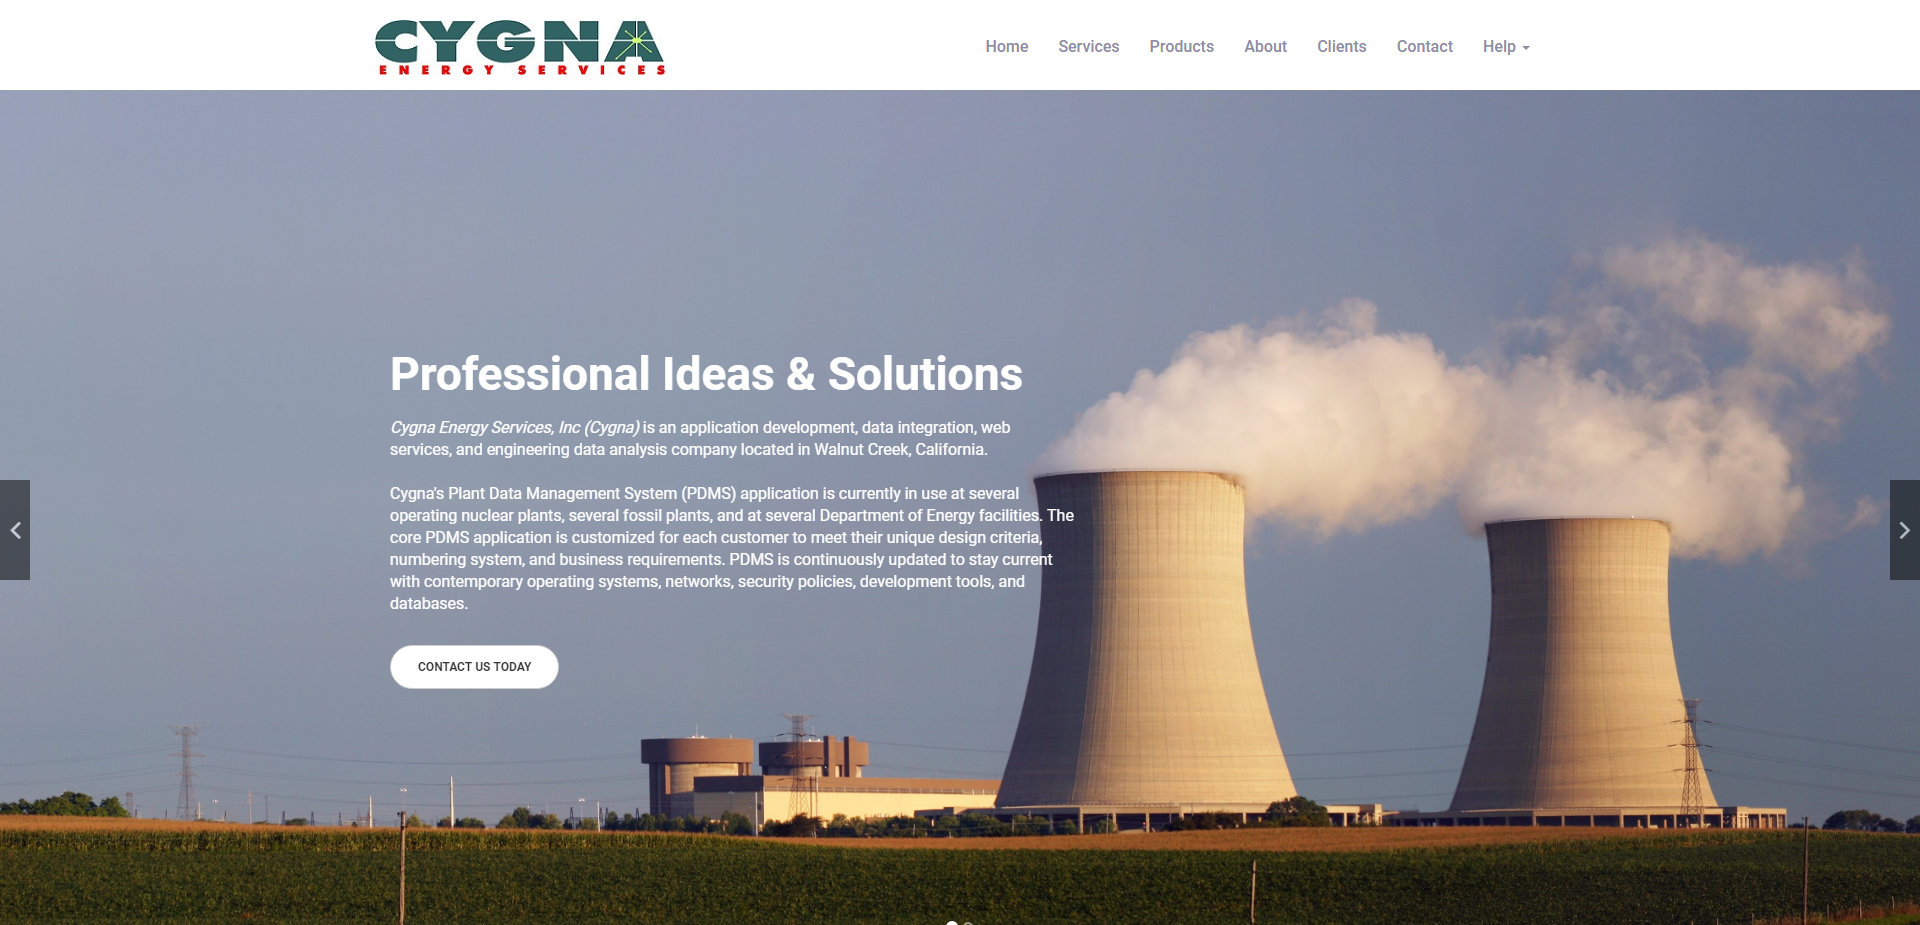 CYGNA
ENERGY SERVICES
Home Services Products About Clients Contact Help
Professional Ideas & Solutions
Cygna Energy Services, Inc (Cygna) is an application development, data integration, web
services, and engineering data analysis company located in Walnut Creek, California.
Cygna's Plant Data Management System (PDMS) application is currently in use at several
operating nuclear plants, several fossil plants, and at several Department of Energy facilities. The
core PDMS application is customized for each customer to meet their unique design criteria,
numbering system, and business requirements. PDMS is continuously updated to stay current
with contemporary operating systems, networks, security policies, development tools, and
databases.
CONTACT US TODAY